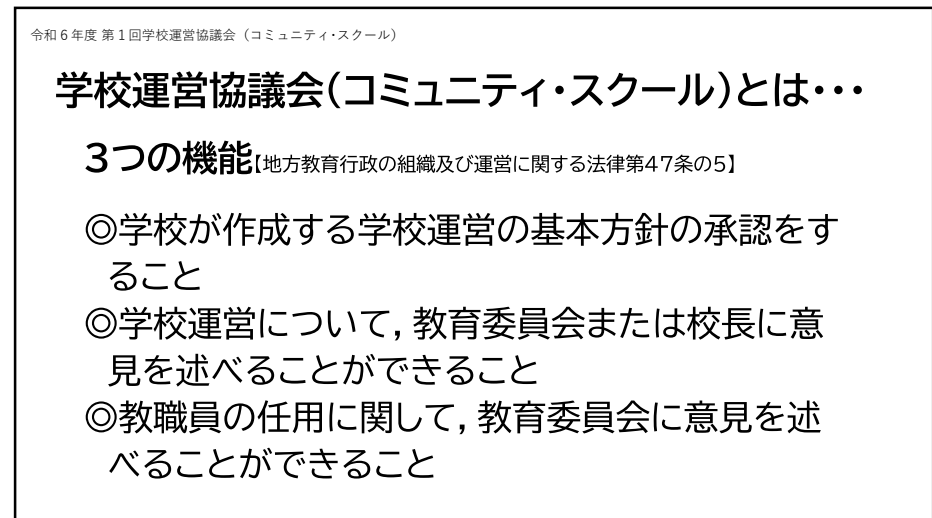 令和６年度 第１回学校運営協議会（コミュニティ・スクール）
学校運営協議会（コミュニティ・スクール）とは・・・
３つの機能【地方教育行政の組織及び運営に関する法律第４７条の５】
◎学校が作成する学校運営の基本方針の承認をす
ること
◎学校運営について，教育委員会または校長に意
見を述べることができること
◎教職員の任用に関して，教育委員会に意見を述
べることができること